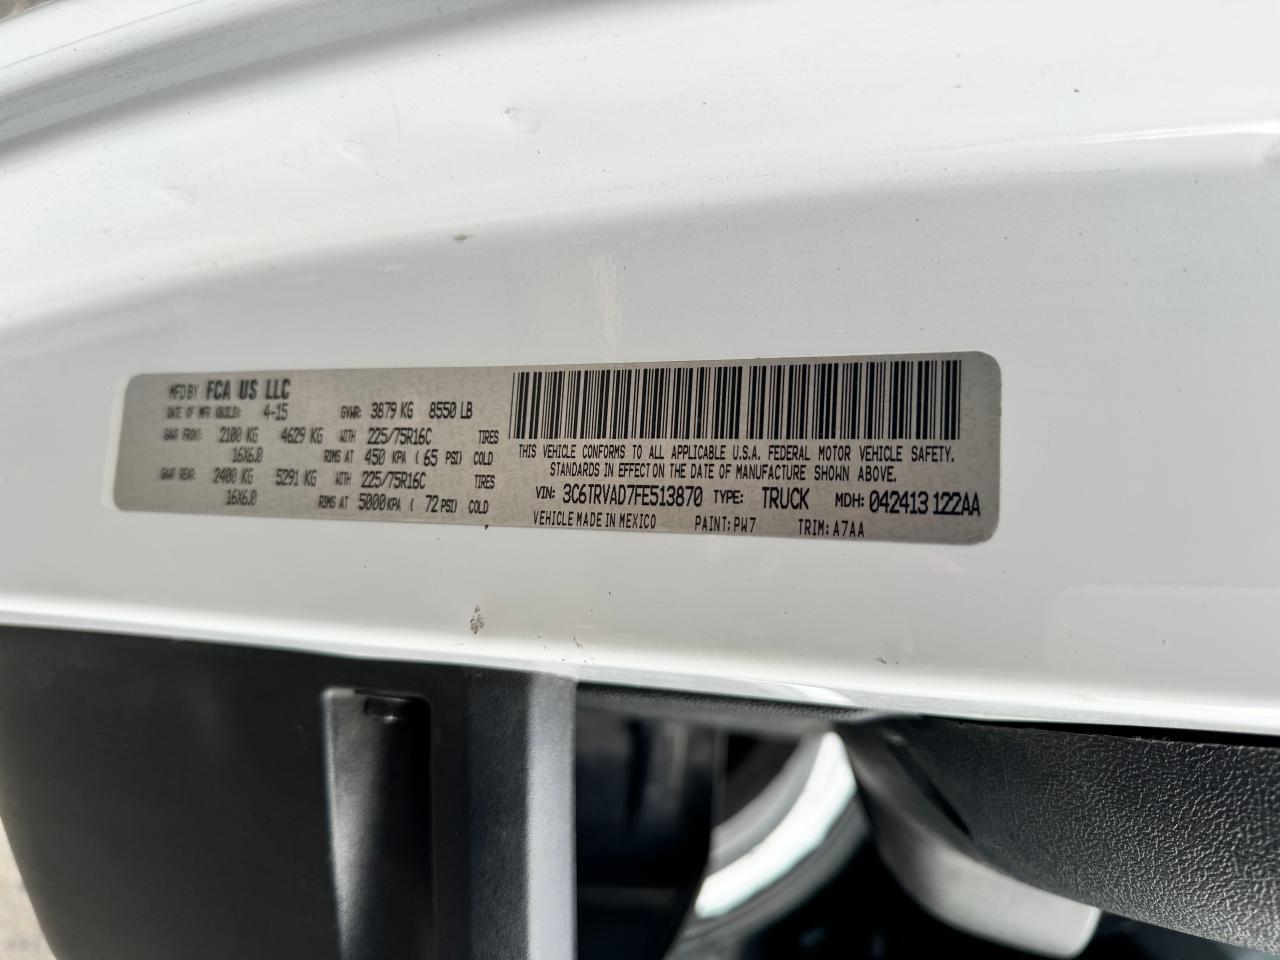 MFD BY FCA US LLC
DATE OF MFR (BUILD): 4-15 GVWR: 3879 KG 8550 LB
GAWR FRONT: 2100 KG 4629 KG WITH 225/75R16C TIRES
16X6.0 RIMS AT 450 KPA ( 65 PSI) COLD
GAWR REAR: 2400 KG 5291 KG WITH 225/75R16C TIRES
16X6.0 RIMS AT 5000KPA ( 72 PSI) COLD
THIS VEHICLE CONFORMS TO ALL APPLICABLE U.S.A. FEDERAL MOTOR VEHICLE SAFETY.
STANDARDS IN EFFECT ON THE DATE OF MANUFACTURE SHOWN ABOVE.
VIN: 3C6TRVAD7FE513870 TYPE: TRUCK MDH: 042413 122AA
VEHICLE MADE IN MEXICO PAINT: PW7 TRIM: A7AA